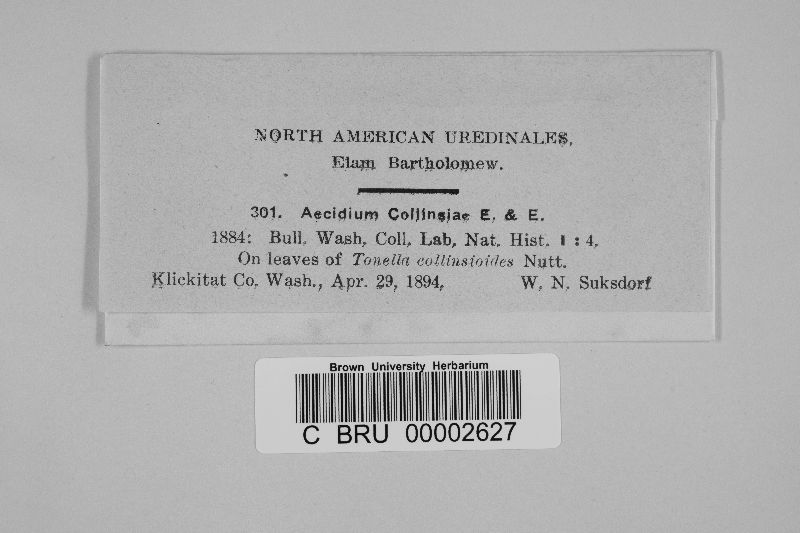 NORTH AMERICAN UREDINALES,
Elam Bartholomew.
301. Aecidium Collinsiae E. & E.
1884: Bull. Wash. Coll. Lab. Nat. Hist. 1 : 4.
On leaves of Tonella collinsioides Nutt.
Klickitat Co. Wash., Apr. 29, 1894, W. N. Suksdorf
Brown University Herbarium
C BRU 00002627